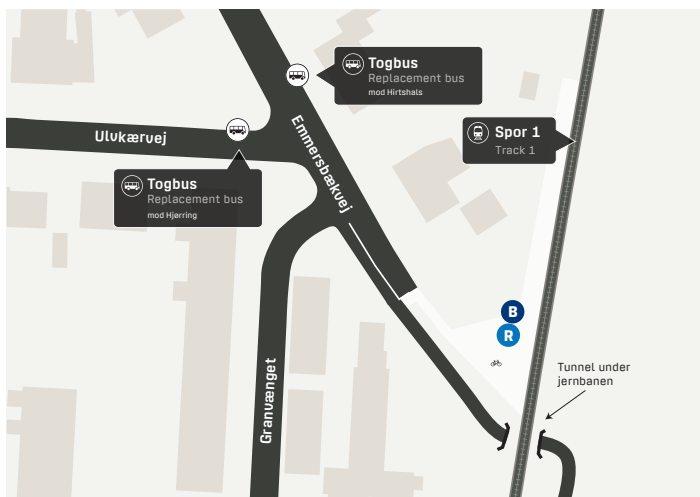 Togbus
Replacement bus
mod Hirtshals
Ulvkærvej
Emmersbækvej
Spor 1
Track 1
Togbus
Replacement bus
mod Hjørring
B
R
Granvænget
Tunnel under
jernbanen